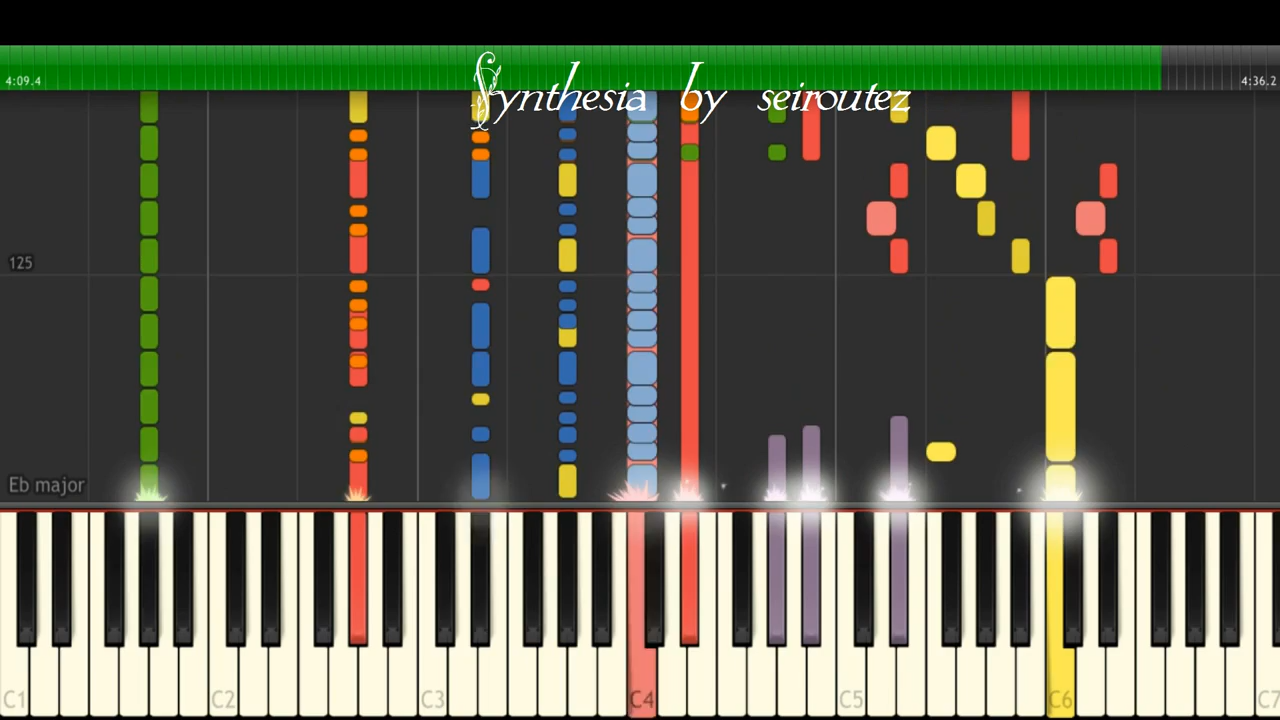 Synthesia by seiroutez
4:09.4
4:36.2
125
Eb major
C1
C2
C3
C4
C5
C6
C7